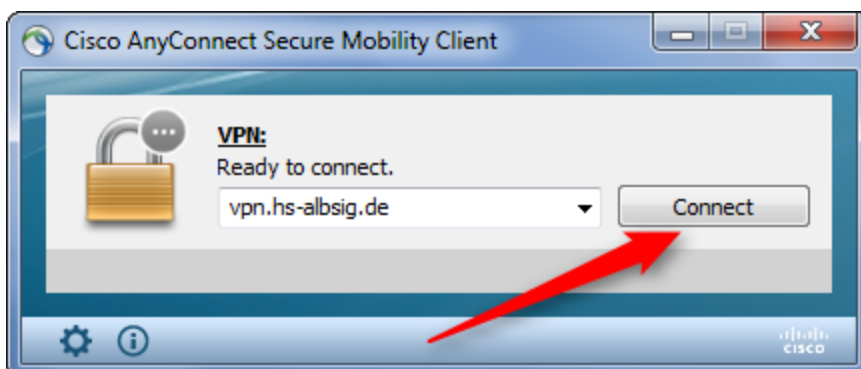 Cisco AnyConnect Secure Mobility Client
VPN:
Ready to connect.
vpn.hs-albsig.de
Connect
CISCO